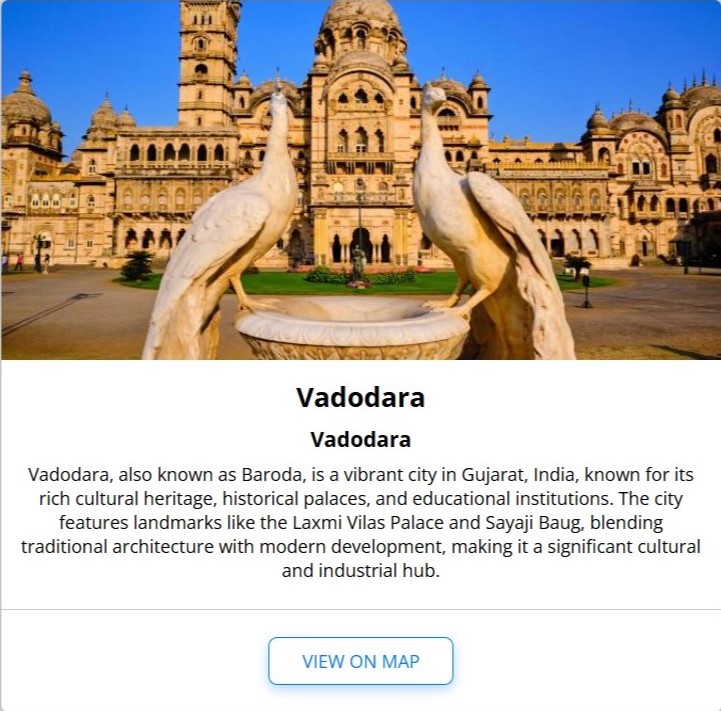 Vadodara
Vadodara
Vadodara, also known as Baroda, is a vibrant city in Gujarat, India, known for its
rich cultural heritage, historical palaces, and educational institutions. The city
features landmarks like the Laxmi Vilas Palace and Sayaji Baug, blending
traditional architecture with modern development, making it a significant cultural
and industrial hub.
VIEW ON MAP